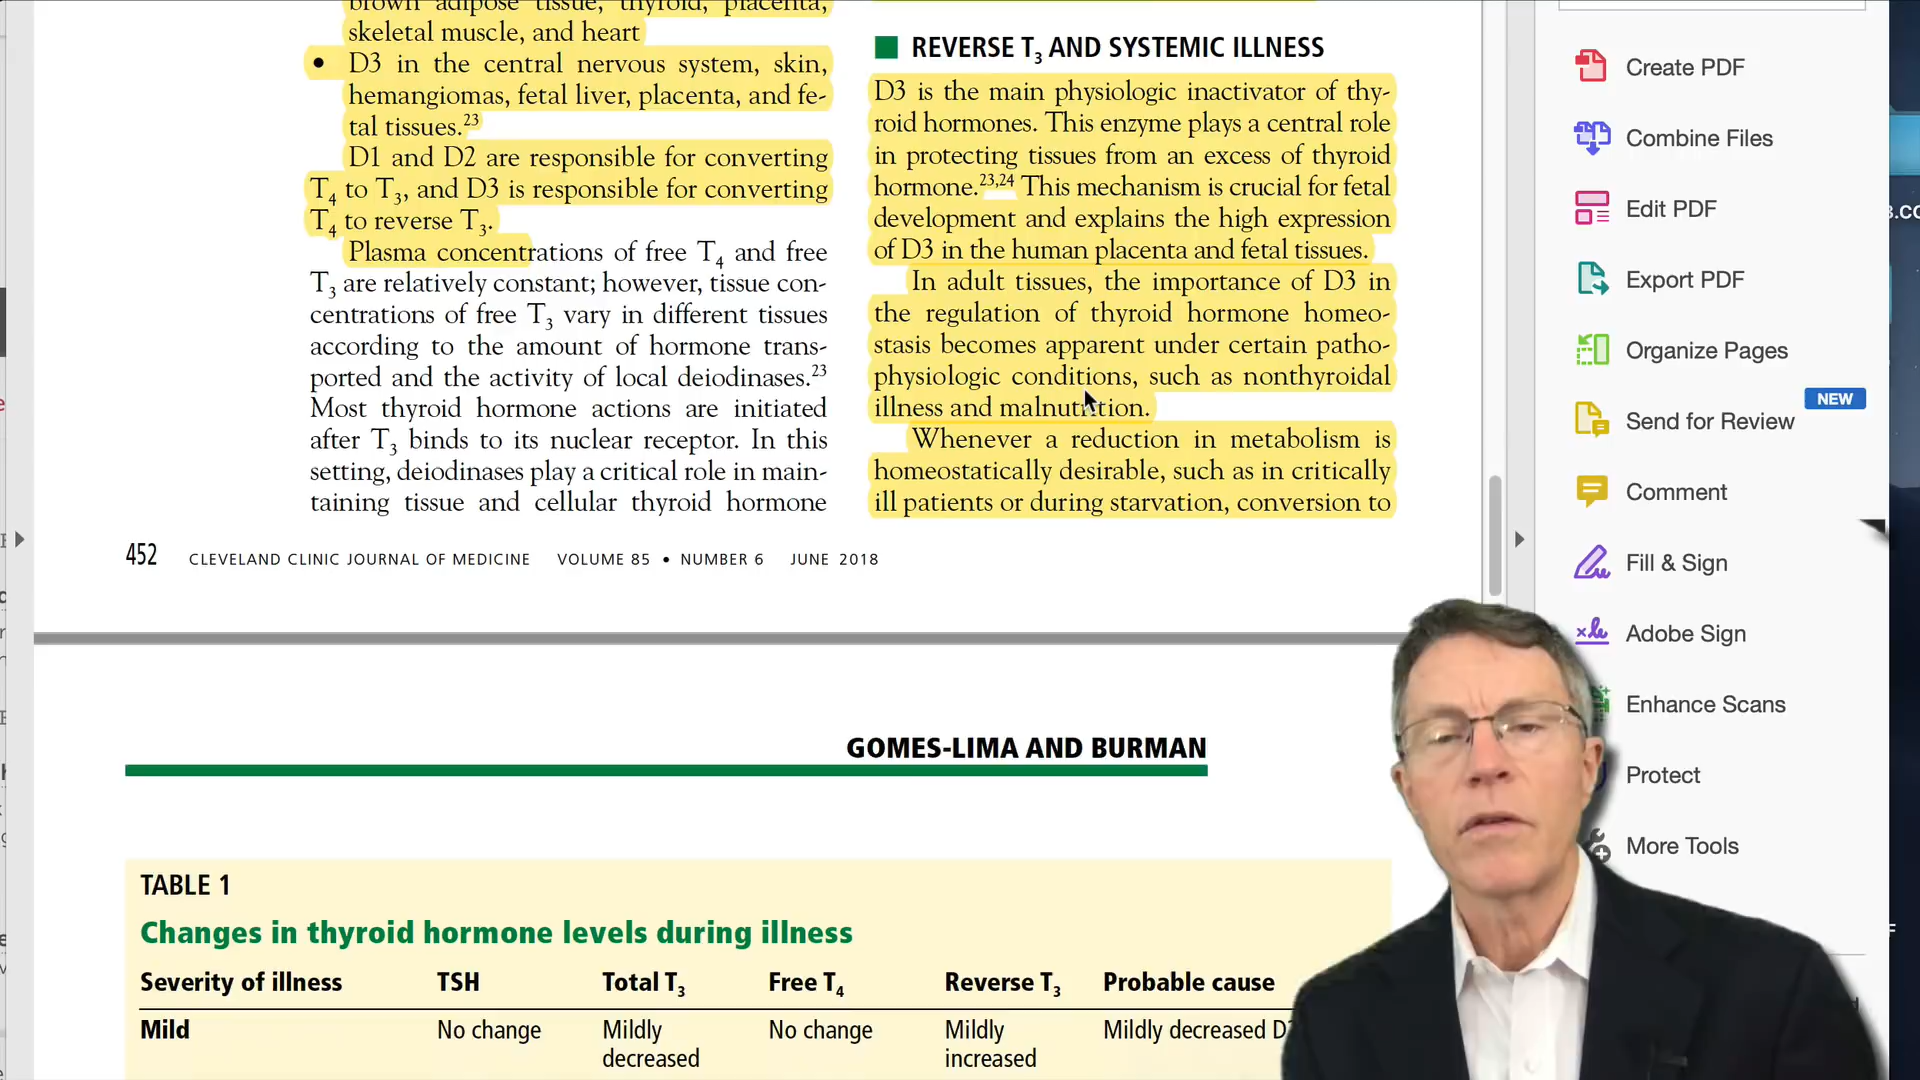 brown adipose tissue, thyroid, placenta,
skeletal muscle, and heart
• D3 in the central nervous system, skin,
hemangiomas, fetal liver, placenta, and fe-
tal tissues.23
D1 and D2 are responsible for converting
T4 to T3, and D3 is responsible for converting
T4 to reverse T3.
Plasma concentrations of free T4 and free
T3 are relatively constant; however, tissue con-
centrations of free T3 vary in different tissues
according to the amount of hormone trans-
ported and the activity of local deiodinases.23
Most thyroid hormone actions are initiated
after T3 binds to its nuclear receptor. In this
setting, deiodinases play a critical role in main-
taining tissue and cellular thyroid hormone
REVERSE T3 AND SYSTEMIC ILLNESS
D3 is the main physiologic inactivator of thy-
roid hormones. This enzyme plays a central role
in protecting tissues from an excess of thyroid
hormone.23,24 This mechanism is crucial for fetal
development and explains the high expression
of D3 in the human placenta and fetal tissues.
In adult tissues, the importance of D3 in
the regulation of thyroid hormone homeo-
stasis becomes apparent under certain patho-
physiologic conditions, such as nonthyroidal
illness and malnutrition.
Whenever a reduction in metabolism is
homeostatically desirable, such as in critically
ill patients or during starvation, conversion to
452 CLEVELAND CLINIC JOURNAL OF MEDICINE VOLUME 85 • NUMBER 6 JUNE 2018
GOMES-LIMA AND BURMAN
TABLE 1
Changes in thyroid hormone levels during illness
Severity of illness TSH Total T3 Free T4 Reverse T3 Probable cause
Mild No change Mildly No change Mildly Mildly decreased
decreased increased
Create PDF
Combine Files
Edit PDF
Export PDF
Organize Pages
NEW
Send for Review
Comment
Fill & Sign
Adobe Sign
Enhance Scans
Protect
More Tools